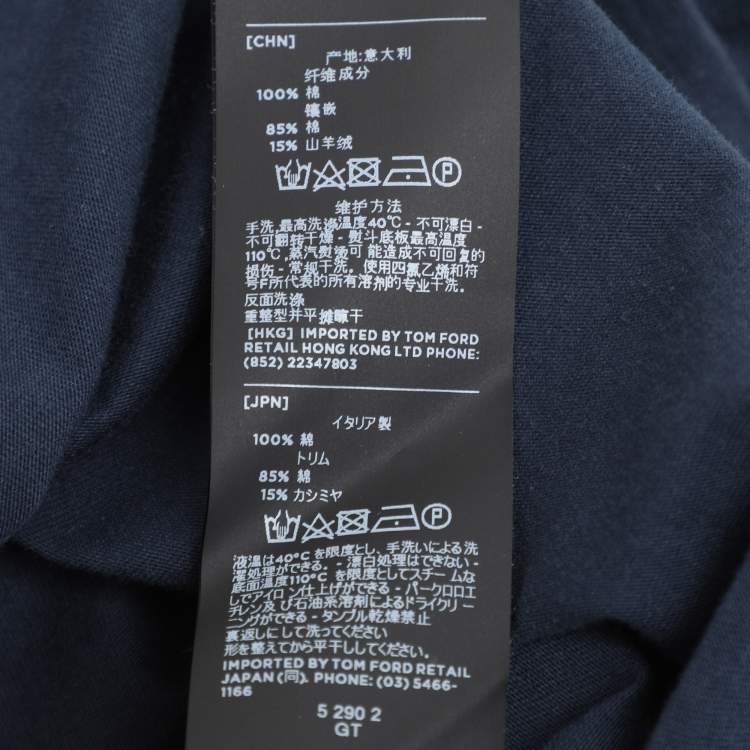 [CHN]
产地:意大利
纤维成分
100% 棉
镶嵌
85% 棉
15% 山羊绒
P
维护方法
手洗,最高洗涤温度40℃ - 不可漂白 -
不可翻转干燥 - 熨斗底板最高温度
110℃,蒸汽熨烫可 能造成不可回复的
损伤 - 常规干洗。使用四氯乙烯和符
号F所代表的所有溶剂的专业干洗。
反面洗涤
重整型并平摊晾干
[HKG] IMPORTED BY TOM FORD
RETAIL HONG KONG LTD PHONE:
(852) 22347803
[JPN]
イタリア製
100% 綿
トリム
85% 綿
15% カシミヤ
P
液温は40℃ を限度とし、手洗いによる洗
濯処理ができる. - 漂白処理はできない -
底面温度110℃ を限度としてスチー ムな
しでアイロ ン仕上げができる - パークロロエ
チレン及 び石油系溶剤によるドライクリ ー
ニングができる - タンブル乾燥禁止
裏返しにして洗ってください
形を整えてから平干ししてください
IMPORTED BY TOM FORD RETAIL
JAPAN (同). PHONE: (03) 5466-
1166
5 290 2
GT